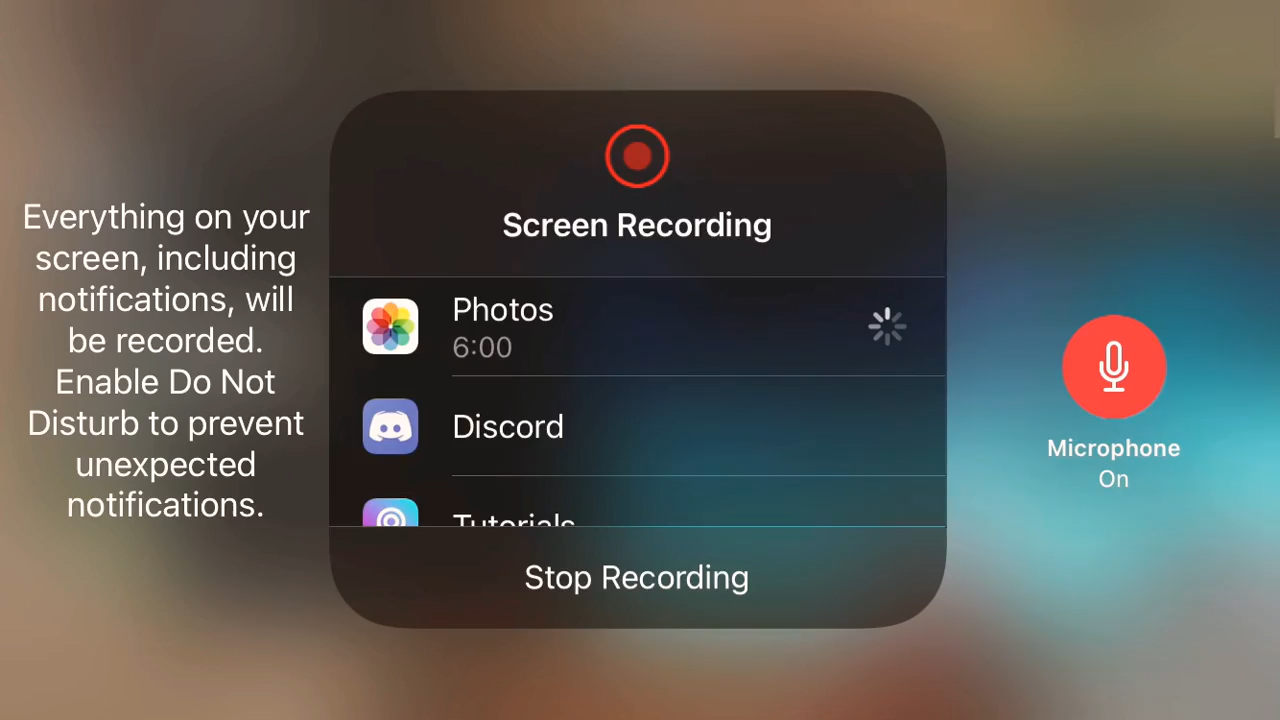 Everything on your
screen, including
notifications, will
be recorded.
Enable Do Not
Disturb to prevent
unexpected
notifications.
Screen Recording
Photos
6:00
Discord
Tutorials
Stop Recording
Microphone
On